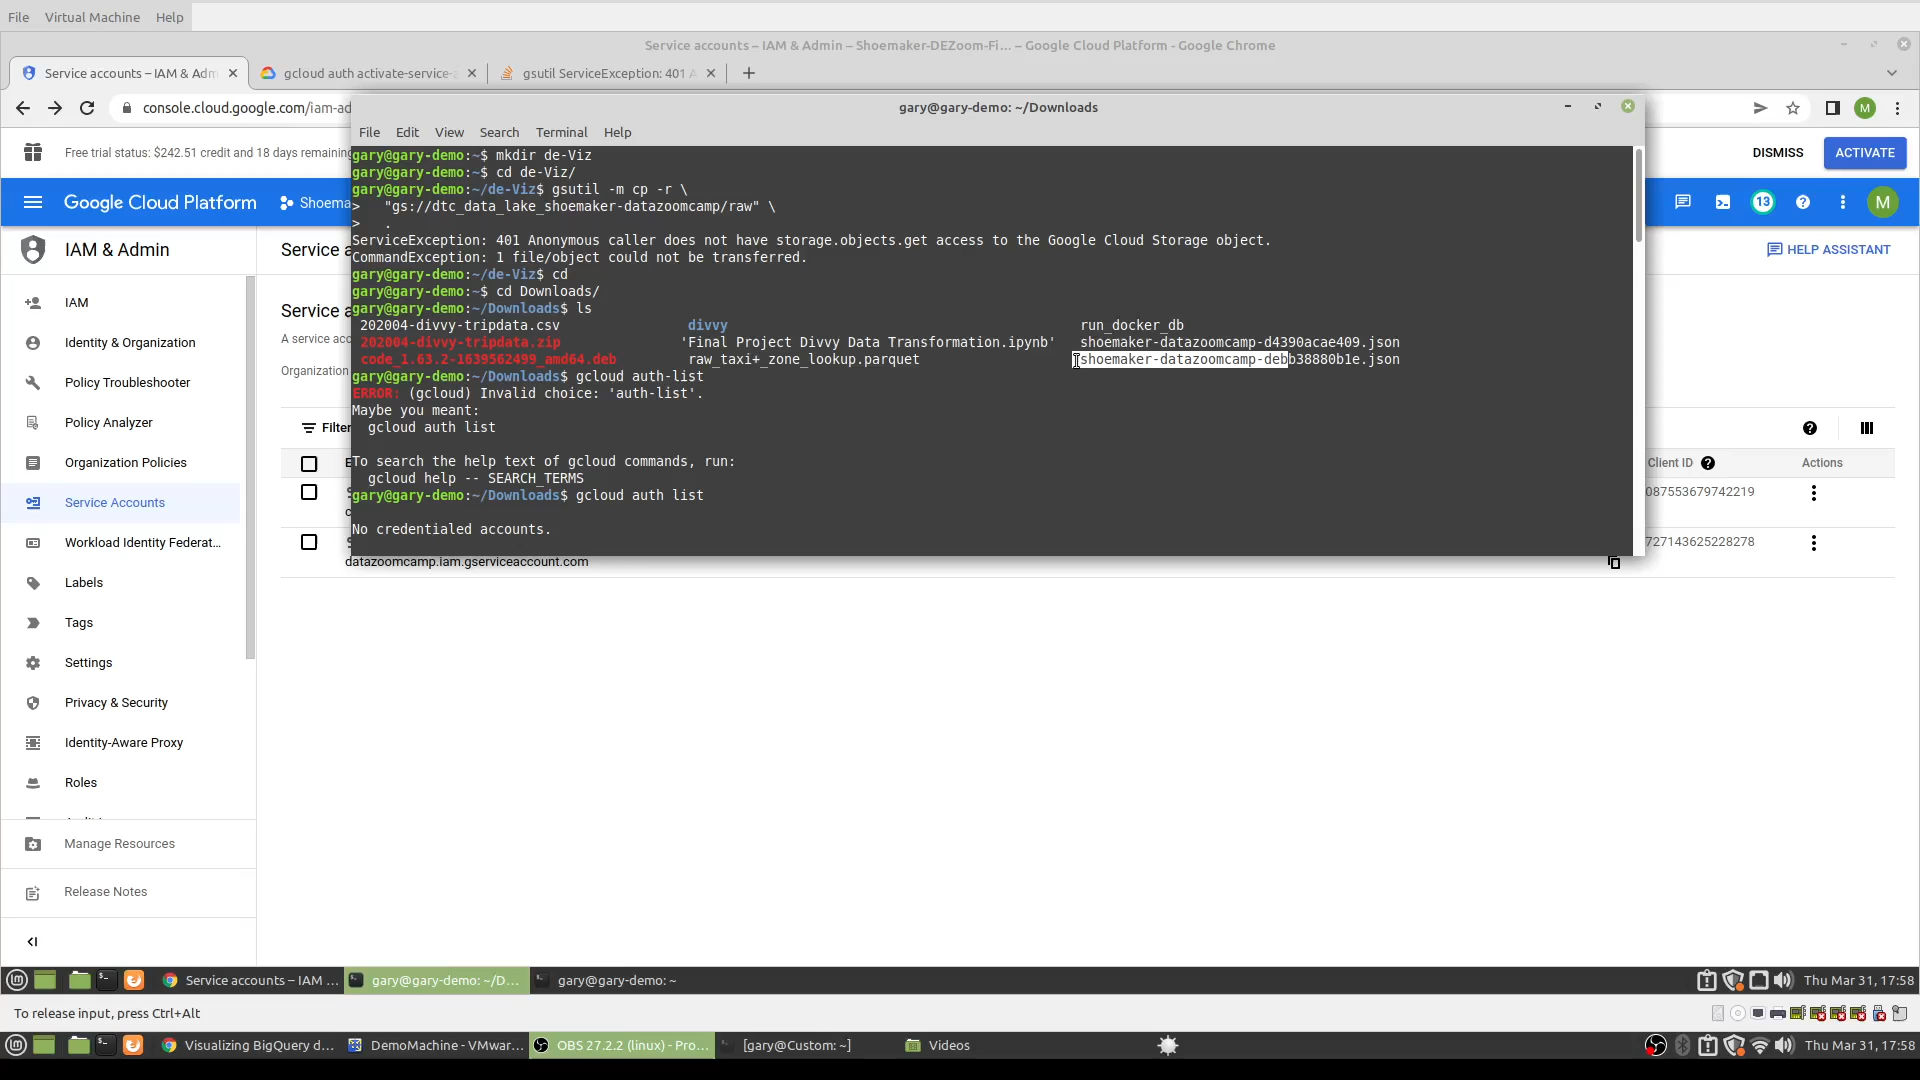 File Virtual Machine Help
Service accounts – IAM & Admin – Shoemaker-DEZoom-Fi... – Google Cloud Platform - Google Chrome
Service accounts – IAM & Adm
gcloud auth activate-service-a
gsutil ServiceException: 401 A
console.cloud.google.com/iam-ad
M
gary@gary-demo: ~/Downloads
File Edit View Search Terminal Help
Free trial status: $242.51 credit and 18 days remaining
DISMISS
ACTIVATE
Google Cloud Platform
Shoema
13
M
IAM & Admin
Service a
HELP ASSISTANT
gary@gary-demo:~$ mkdir de-Viz
gary@gary-demo:~$ cd de-Viz/
gary@gary-demo:~/de-Viz$ gsutil -m cp -r \
> "gs://dtc_data_lake_shoemaker-datazoomcamp/raw" \
> .
ServiceException: 401 Anonymous caller does not have storage.objects.get access to the Google Cloud Storage object.
CommandException: 1 file/object could not be transferred.
gary@gary-demo:~/de-Viz$ cd
gary@gary-demo:~$ cd Downloads/
gary@gary-demo:~/Downloads$ ls
202004-divvy-tripdata.csv divvy run_docker_db
202004-divvy-tripdata.zip 'Final Project Divvy Data Transformation.ipynb' shoemaker-datazoomcamp-d4390acae409.json
code_1.63.2-1639562499_amd64.deb raw_taxi+_zone_lookup.parquet shoemaker-datazoomcamp-debb38880b1e.json
gary@gary-demo:~/Downloads$ gcloud auth-list
ERROR: (gcloud) Invalid choice: 'auth-list'.
Maybe you meant:
gcloud auth list
To search the help text of gcloud commands, run:
gcloud help -- SEARCH_TERMS
gary@gary-demo:~/Downloads$ gcloud auth list
No credentialed accounts.
IAM
Identity & Organization
Policy Troubleshooter
Policy Analyzer
Organization Policies
Service Accounts
Workload Identity Federat...
Labels
Tags
Settings
Privacy & Security
Identity-Aware Proxy
Roles
Manage Resources
Release Notes
Service a
A service acco
Organization
Filter
Client ID
Actions
087553679742219
727143625228278
datazoomcamp.iam.gserviceaccount.com
Service accounts – IAM ...
gary@gary-demo: ~/D...
gary@gary-demo: ~
Thu Mar 31, 17:58
To release input, press Ctrl+Alt
Visualizing BigQuery d...
DemoMachine - VMwar...
OBS 27.2.2 (linux) - Pro...
[gary@Custom: ~]
Videos
Thu Mar 31, 17:58